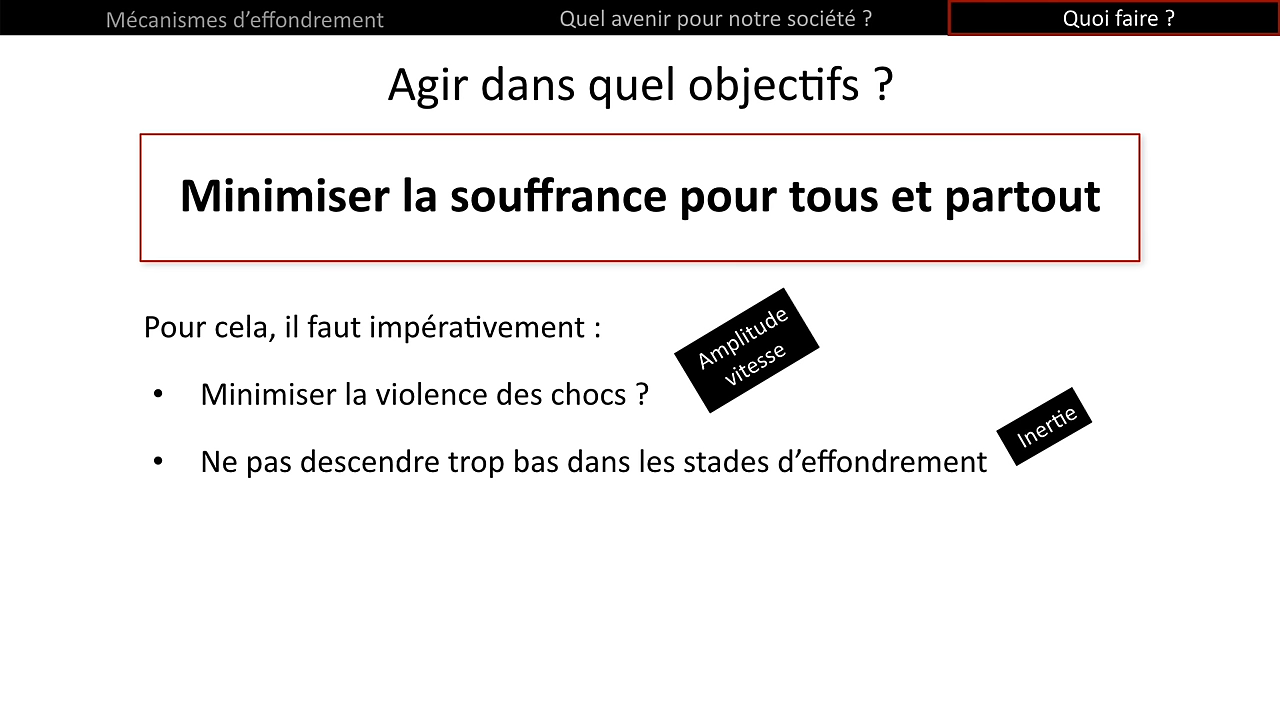 Mécanismes d’effondrement
Quel avenir pour notre société ?
Quoi faire ?
Agir dans quel objectifs ?
Minimiser la souffrance pour tous et partout
Pour cela, il faut impérativement :
• Minimiser la violence des chocs ?
Amplitude
vitesse
• Ne pas descendre trop bas dans les stades d’effondrement
Inertie